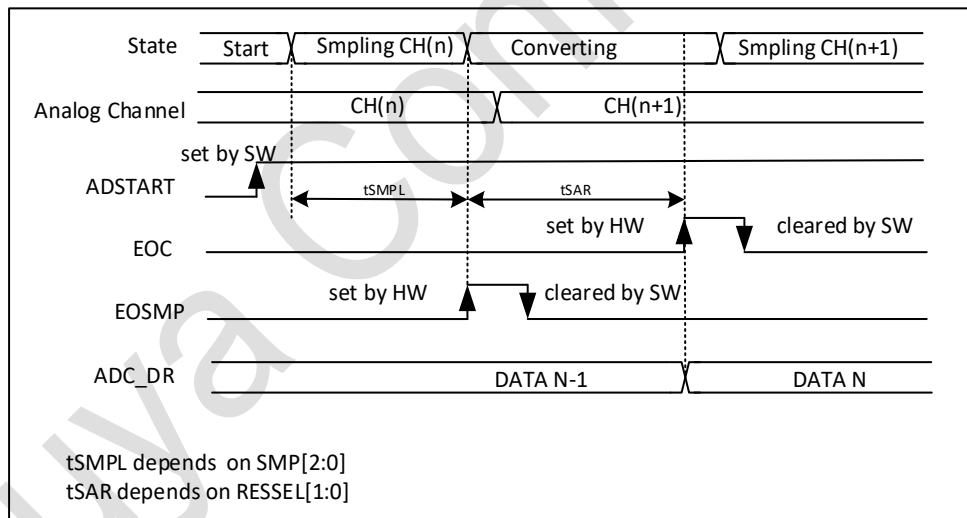 State Start Smpling CH(n) Converting Smpling CH(n+1)
Analog Channel CH(n) CH(n+1)
set by SW
ADSTART tSMPL tSAR
set by HW cleared by SW
EOC
set by HW cleared by SW
EOSMP
ADC_DR DATA N-1 DATA N
tSMPL depends on SMP[2:0]
tSAR depends on RESSEL[1:0]